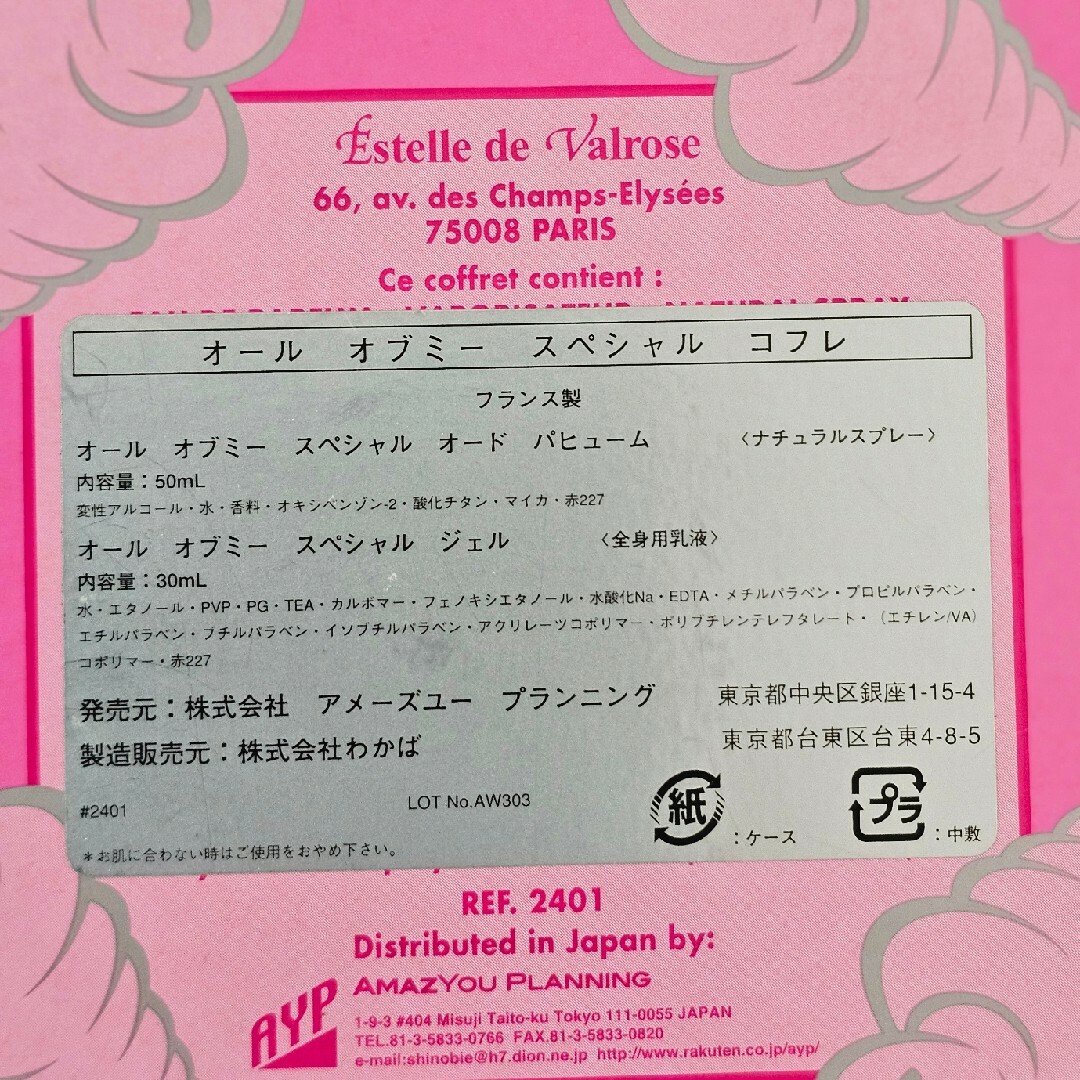 Estelle de Valrose
66, av. des Champs-Elysées
75008 PARIS
Ce coffret contient :
オール オブミー スペシャル コフレ
フランス製
オール オブミー スペシャル オード パヒューム 〈ナチュラルスプレー〉
内容量：50mL
変性アルコール・水・香料・オキシベンゾン-2・酸化チタン・マイカ・赤227
オール オブミー スペシャル ジェル 〈全身用乳液〉
内容量：30mL
水・エタノール・PVP・PG・TEA・カルボマー・フェノキシエタノール・水酸化Na・EDTA・メチルパラベン・プロピルパラベン・
エチルパラベン・ブチルパラベン・イソブチルパラベン・アクリレーツコポリマー・ポリブチレンテレフタレート・（エチレン/VA）
コポリマー・赤227
発売元：株式会社 アメーズユー プランニング 東京都中央区銀座1-15-4
製造販売元：株式会社わかば 東京都台東区台東4-8-5
#2401 LOT No.AW303 紙：ケース プラ：中敷
＊お肌に合わない時はご使用をおやめ下さい。
REF. 2401
Distributed in Japan by:
AYP AMAZYOU PLANNING
1-9-3 #404 Misuji Taito-ku Tokyo 111-0055 JAPAN
TEL.81-3-5833-0766 FAX.81-3-5833-0820
e-mail:shinobie@h7.dion.ne.jp http://www.rakuten.co.jp/ayp/